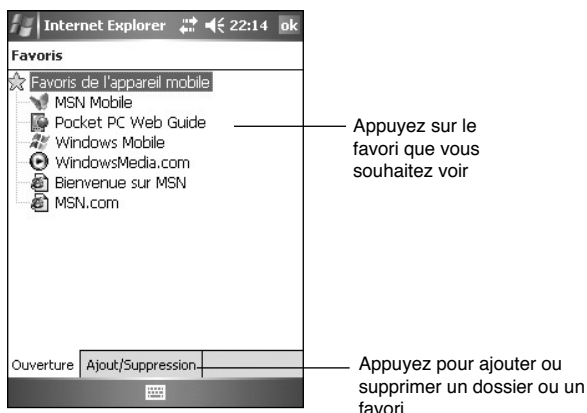 Internet Explorer 22:14 ok
Favoris
Favoris de l'appareil mobile
MSN Mobile
Pocket PC Web Guide
Windows Mobile
WindowsMedia.com
Bienvenue sur MSN
MSN.com
Appuyez sur le
favori que vous
souhaitez voir
Ouverture Ajout/Suppression
Appuyez pour ajouter ou
supprimer un dossier ou un
favori